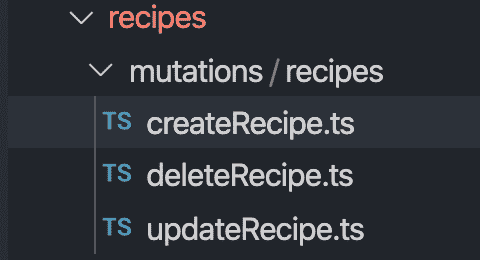 recipes
mutations / recipes
TS createRecipe.ts
TS deleteRecipe.ts
TS updateRecipe.ts